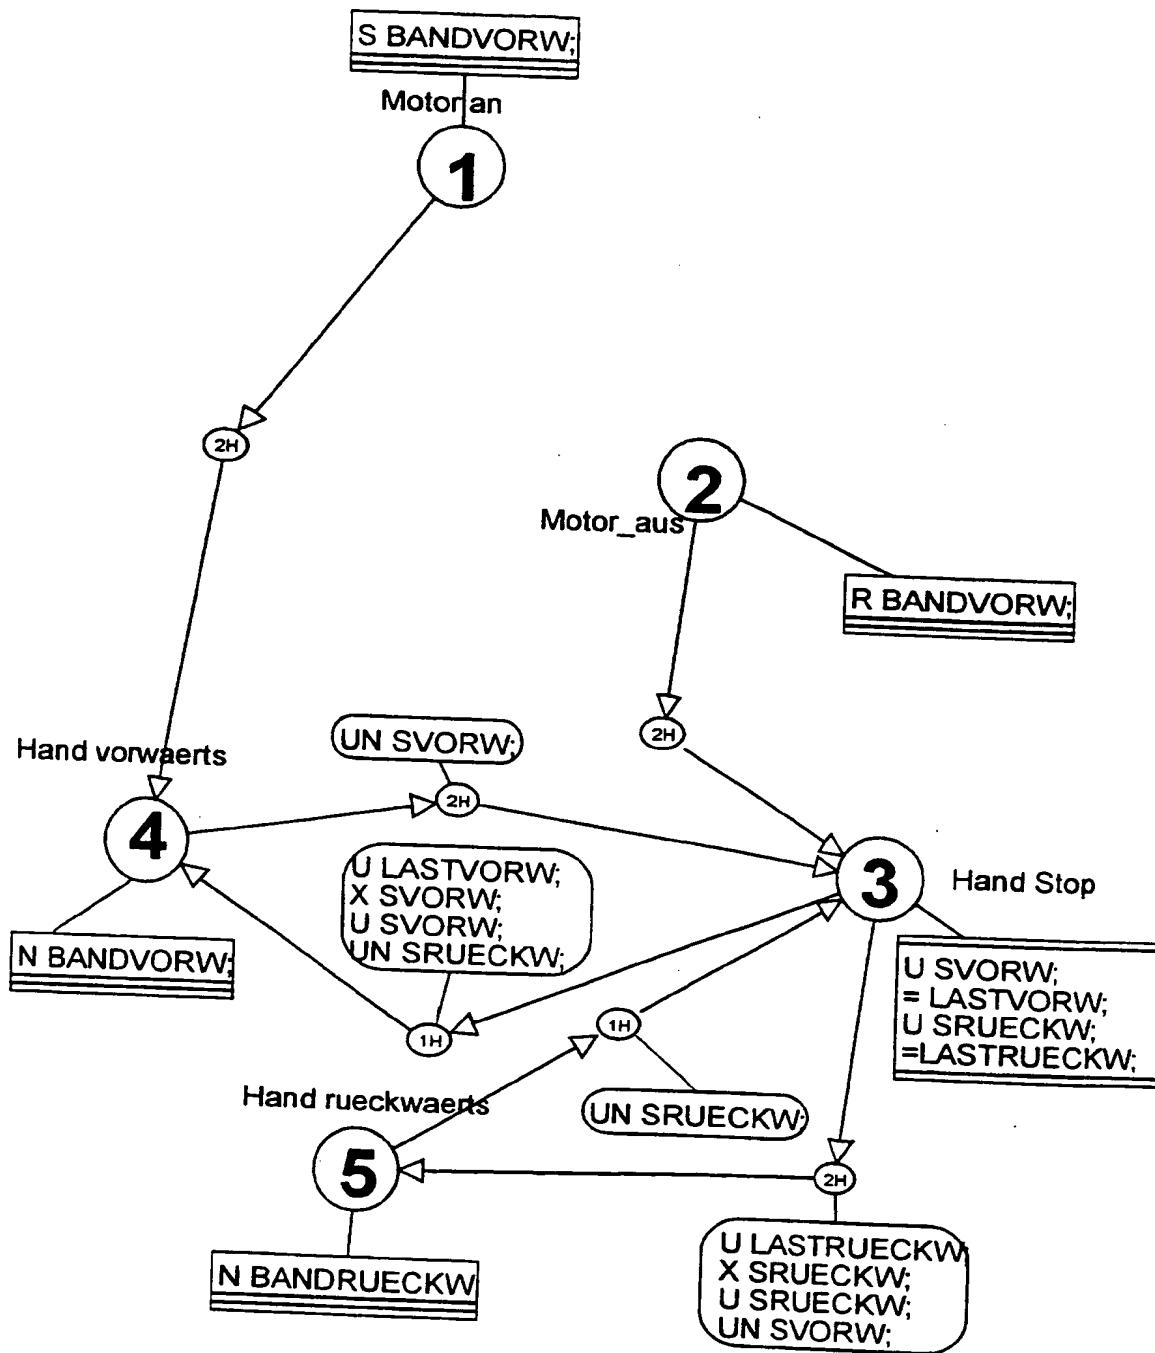 S BANDVORW;
Motor an
1
2H
2
Motor_aus
R BANDVORW;
2H
Hand vorwaerts
UN SVORW;
2H
4
3
Hand Stop
U LASTVORW;
X SVORW;
U SVORW;
UN SRUECKW;
N BANDVORW;
U SVORW;
= LASTVORW;
U SRUECKW;
=LASTRUECKW;
1H
1H
Hand rueckwaerts
UN SRUECKW;
5
2H
N BANDRUECKW
U LASTRUECKW;
X SRUECKW;
U SRUECKW;
UN SVORW;